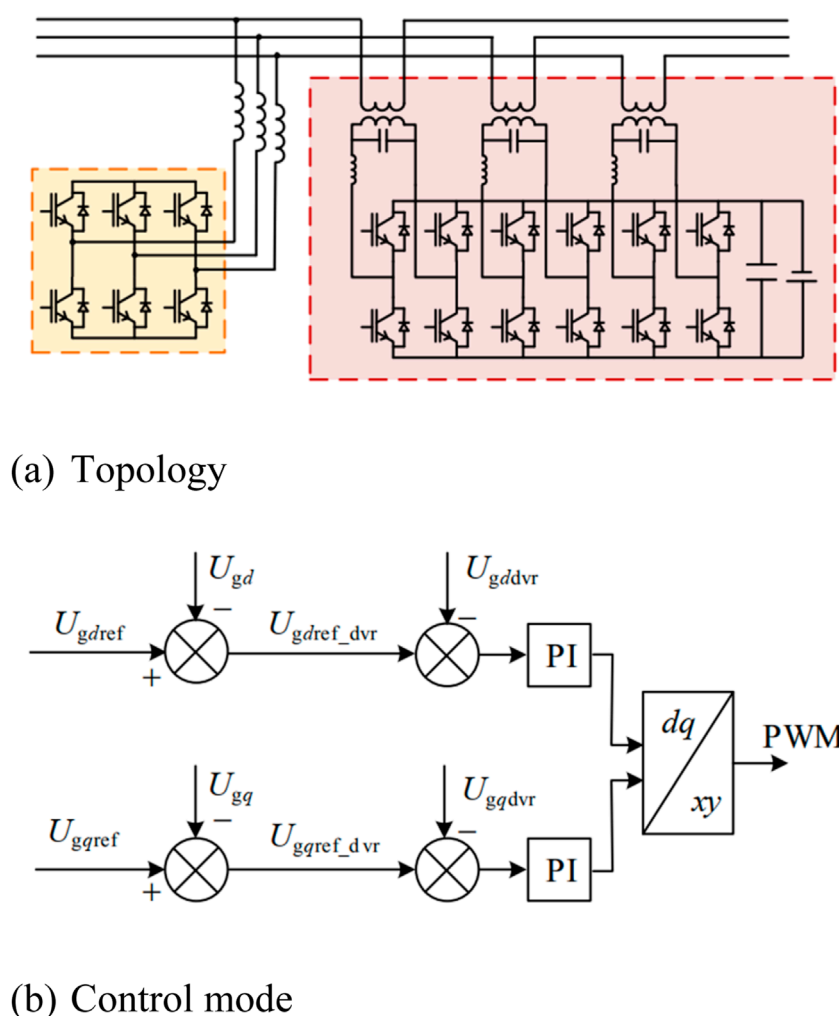 (a) Topology
U_gd
−
U_gddvr
−
U_gdref
+
U_gdref_dvr
PI
dq
xy
PWM
U_gq
−
U_gqdvr
−
U_gqref
+
U_gqref_dvr
PI
(b) Control mode